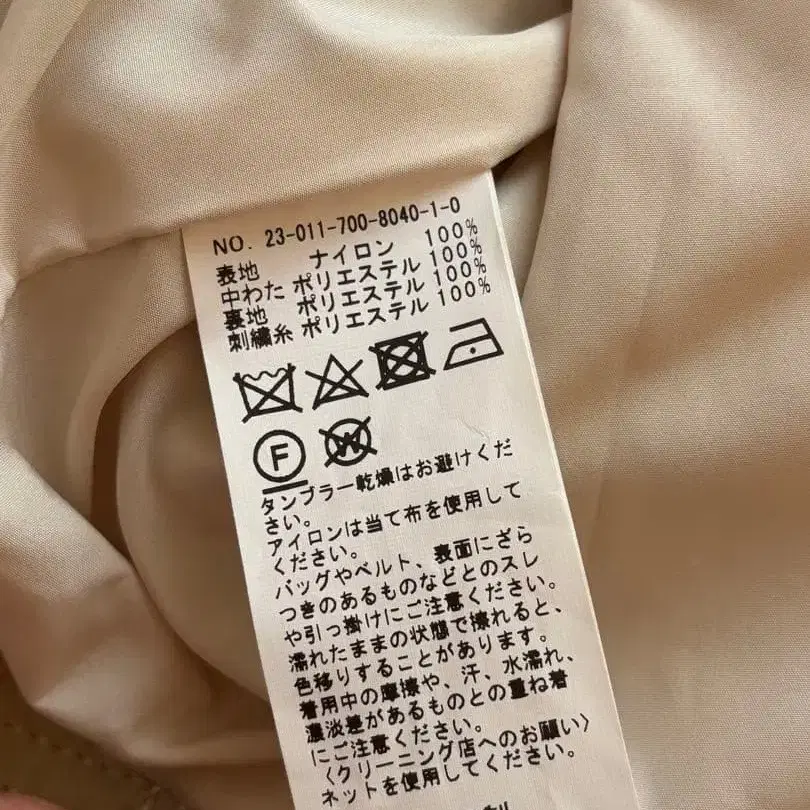 NO. 23-011-700-8040-1-0
表地 ナイロン 100%
中わた ポリエステル 100%
裏地 ポリエステル 100%
刺繍糸 ポリエステル 100%
F W
タンブラー乾燥はお避けくだ
さい。
アイロンは当て布を使用して
ください。
バッグやベルト、表面にざら
つきのあるものなどとのスレ
や引っ掛けにご注意ください。
濡れたままの状態で擦れると、
色移りすることがあります。
着用中の摩擦や、汗、水濡れ、
濃淡差があるものとの重ね着
にご注意ください。
〈クリーニング店へのお願い〉
ネットを使用してください。